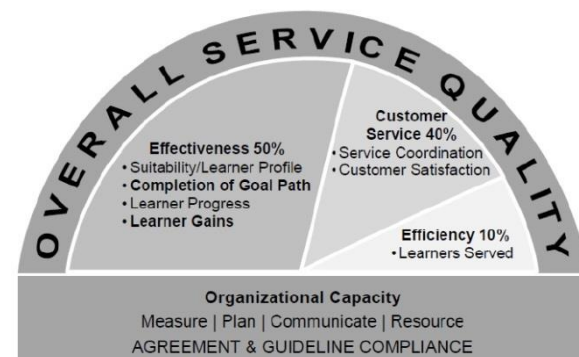 OVERALL SERVICE QUALITY
Effectiveness 50%
• Suitability/Learner Profile
• Completion of Goal Path
• Learner Progress
• Learner Gains
Customer
Service 40%
• Service Coordination
• Customer Satisfaction
Efficiency 10%
• Learners Served
Organizational Capacity
Measure | Plan | Communicate | Resource
AGREEMENT & GUIDELINE COMPLIANCE